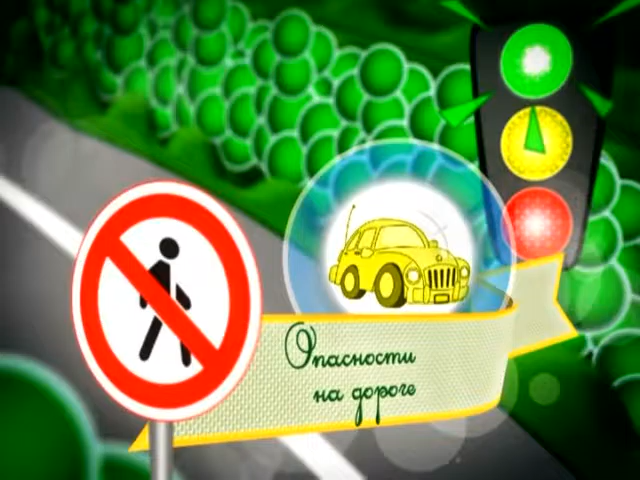 Опасности
на дороге